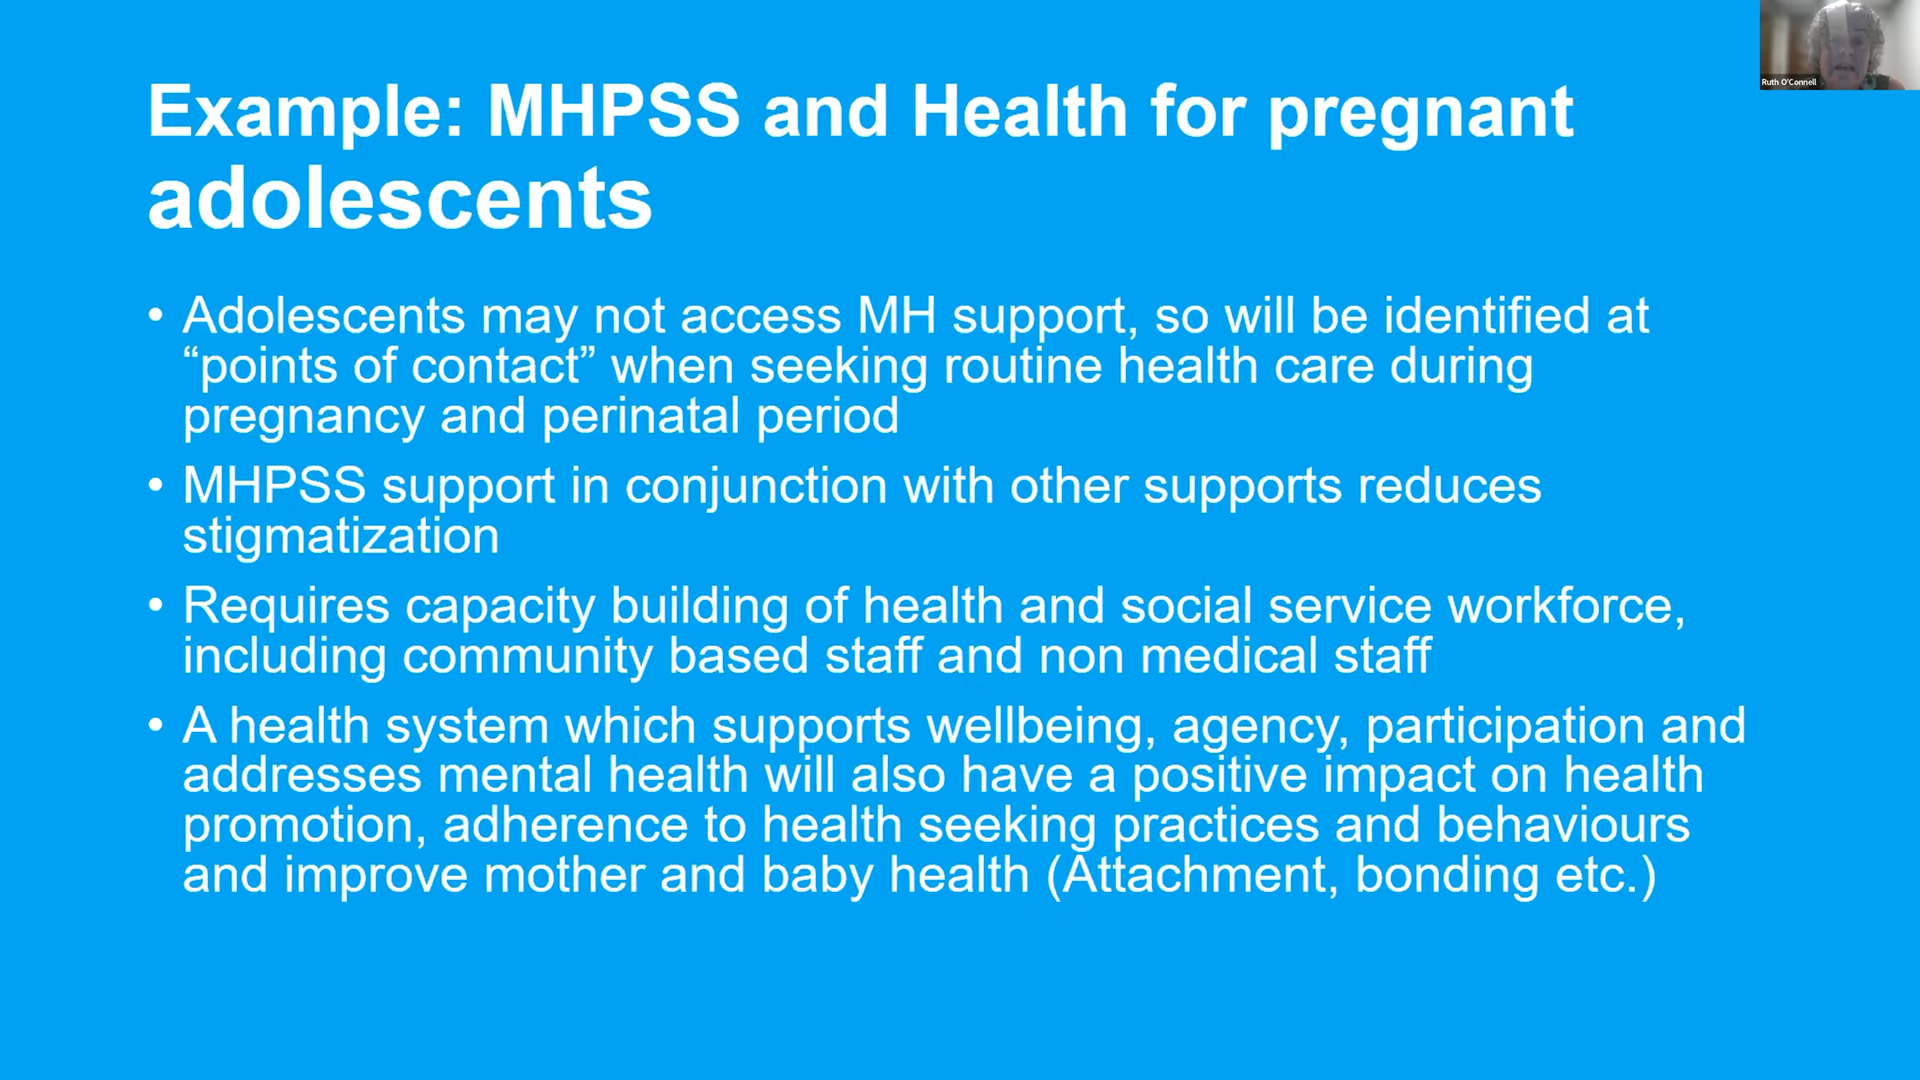 Ruth O'Connell
Example: MHPSS and Health for pregnant
adolescents
• Adolescents may not access MH support, so will be identified at
“points of contact” when seeking routine health care during
pregnancy and perinatal period
• MHPSS support in conjunction with other supports reduces
stigmatization
• Requires capacity building of health and social service workforce,
including community based staff and non medical staff
• A health system which supports wellbeing, agency, participation and
addresses mental health will also have a positive impact on health
promotion, adherence to health seeking practices and behaviours
and improve mother and baby health (Attachment, bonding etc.)